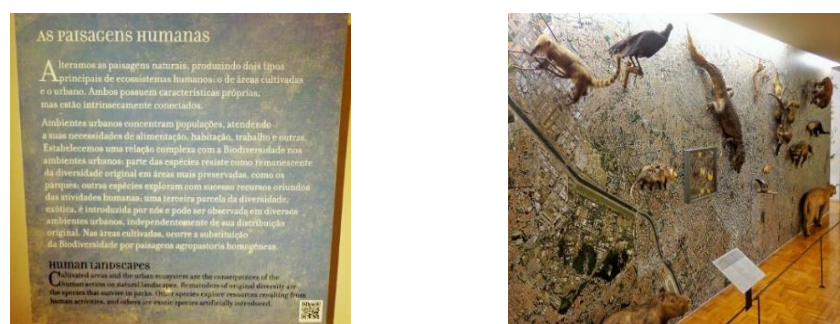 As Paisagens Humanas
Alteramos as paisagens naturais, produzindo dois tipos
principais de ecossistemas humanos: o de áreas cultivadas
e o urbano. Ambos possuem características próprias,
mas estão intrinsecamente conectados.
Ambientes urbanos concentram populações, atendendo
a suas necessidades de alimentação, habitação, trabalho e outras.
Estabelecemos uma relação complexa com a Biodiversidade nos
ambientes urbanos: parte das espécies resiste como remanescente
da diversidade original em áreas mais preservadas, como os
parques; outras espécies exploram com sucesso recursos oriundos
das atividades humanas; uma terceira parcela da diversidade,
exótica, é introduzida por nós e pode ser observada em diversos
ambientes urbanos, independentemente de sua distribuição
original. Nas áreas cultivadas, ocorre a substituição
da Biodiversidade por paisagens agropastoris homogêneas.
Human Landscapes
Cultivated areas and the urban ecosystem are the consequences of the
human action on natural landscapes. Remainders of original diversity are
the species that survive in parks. Other species explore resources resulting from
human activities, and others are exotic species artificially introduced.